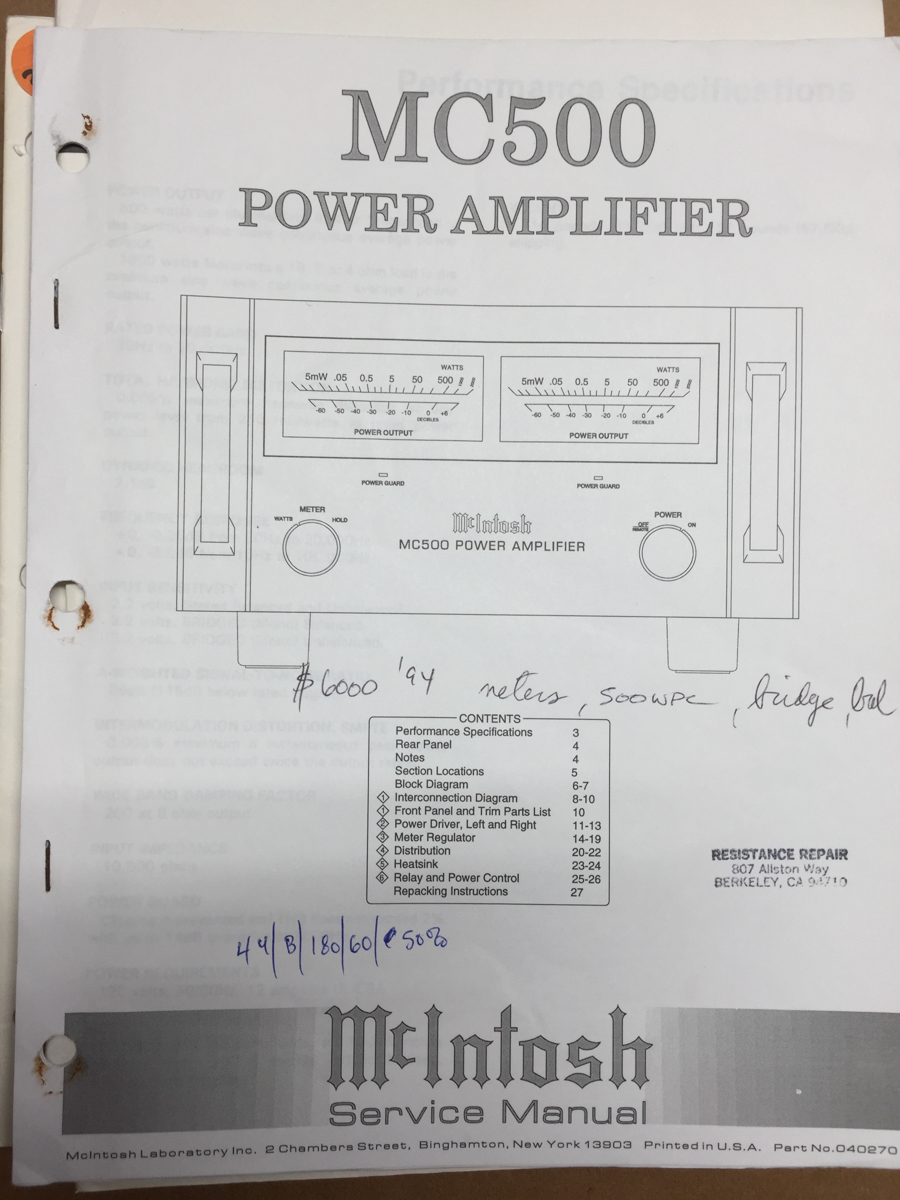 MC500
POWER AMPLIFIER
WATTS
5mW .05 0.5 5 50 500 1000 2000
-60 -50 -40 -30 -20 -10 0 +6
DECIBLES
POWER OUTPUT
WATTS
5mW .05 0.5 5 50 500 1000 2000
-60 -50 -40 -30 -20 -10 0 +6
DECIBLES
POWER OUTPUT
POWER GUARD
POWER GUARD
METER
WATTS HOLD
McIntosh
MC500 POWER AMPLIFIER
POWER
OFF
REMOTE
ON
$6000 '94 meters, 500WPC, bridge, bal
CONTENTS
Performance Specifications 3
Rear Panel 4
Notes 4
Section Locations 5
Block Diagram 6-7
1 Interconnection Diagram 8-10
1 Front Panel and Trim Parts List 10
2 Power Driver, Left and Right 11-13
3 Meter Regulator 14-19
4 Distribution 20-22
5 Heatsink 23-24
6 Relay and Power Control 25-26
Repacking Instructions 27
RESISTANCE REPAIR
807 Allston Way
BERKELEY, CA 94710
McIntosh
Service Manual
McIntosh Laboratory Inc. 2 Chambers Street, Binghamton, New York 13903 Printed in U.S.A. Part No.040270